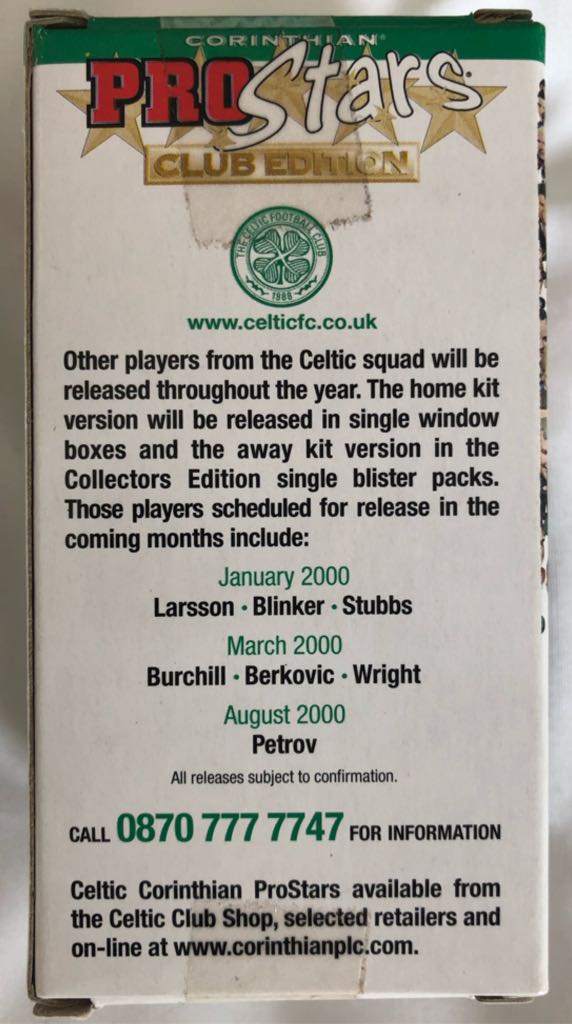 CORINTHIAN®
PROStars
CLUB EDITION
THE CELTIC FOOTBALL CLUB
1888
www.celticfc.co.uk
Other players from the Celtic squad will be
released throughout the year. The home kit
version will be released in single window
boxes and the away kit version in the
Collectors Edition single blister packs.
Those players scheduled for release in the
coming months include:
January 2000
Larsson • Blinker • Stubbs
March 2000
Burchill • Berkovic • Wright
August 2000
Petrov
All releases subject to confirmation.
CALL 0870 777 7747 FOR INFORMATION
Celtic Corinthian ProStars available from
the Celtic Club Shop, selected retailers and
on-line at www.corinthianplc.com.